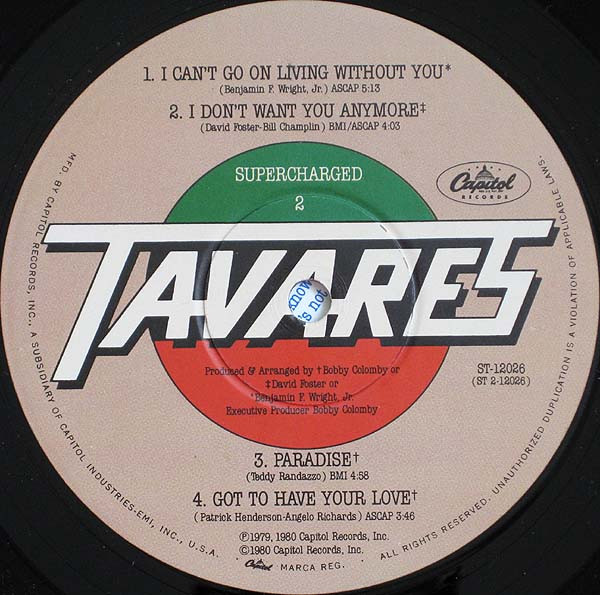 1. I CAN'T GO ON LIVING WITHOUT YOU*
(Benjamin F. Wright, Jr.) ASCAP 5:13
2. I DON'T WANT YOU ANYMORE‡
(David Foster-Bill Champlin) BMI/ASCAP 4:03
SUPERCHARGED
2
Capitol
RECORDS
TAVARES
know
is not
Produced & Arranged by †Bobby Colomby or
‡David Foster or
*Benjamin F. Wright, Jr.
Executive Producer Bobby Colomby
ST-12026
(ST 2-12026)
3. PARADISE†
(Teddy Randazzo) BMI 4:58
4. GOT TO HAVE YOUR LOVE†
(Patrick Henderson-Angelo Richards) ASCAP 3:46
Ⓟ1979, 1980 Capitol Records, Inc.
©1980 Capitol Records, Inc.
Capitol MARCA REG.
MFD. BY CAPITOL RECORDS, INC., A SUBSIDIARY OF CAPITOL INDUSTRIES-EMI, INC., U.S.A.
ALL RIGHTS RESERVED. UNAUTHORIZED DUPLICATION IS A VIOLATION OF APPLICABLE LAWS.